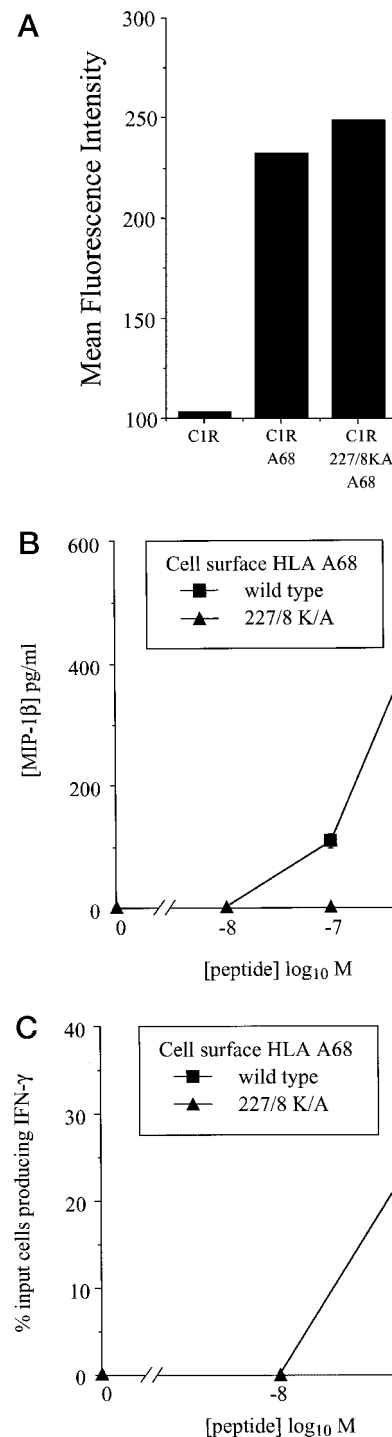 A
Mean Fluorescence Intensity
300
250
200
150
100
C1R
C1R
A68
C1R
227/8KA
A68
B
[MIP-1β] pg/ml
600
400
200
0
Cell surface HLA A68
wild type
227/8 K/A
0
-8
-7
[peptide] log10 M
C
% input cells producing IFN-γ
40
30
20
10
0
Cell surface HLA A68
wild type
227/8 K/A
0
-8
[peptide] log10 M